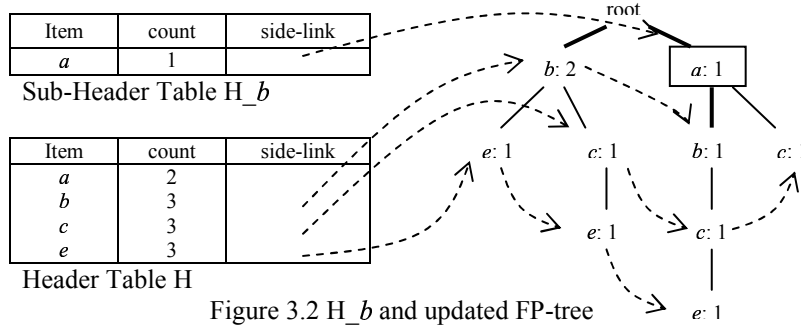 root
Item count side-link
a 1
Sub-Header Table H_b
b: 2 a: 1
Item count side-link
a 2
b 3
c 3
e 3
Header Table H
e: 1 c: 1 b: 1 c:
e: 1 c: 1
e: 1
Figure 3.2 H_b and updated FP-tree